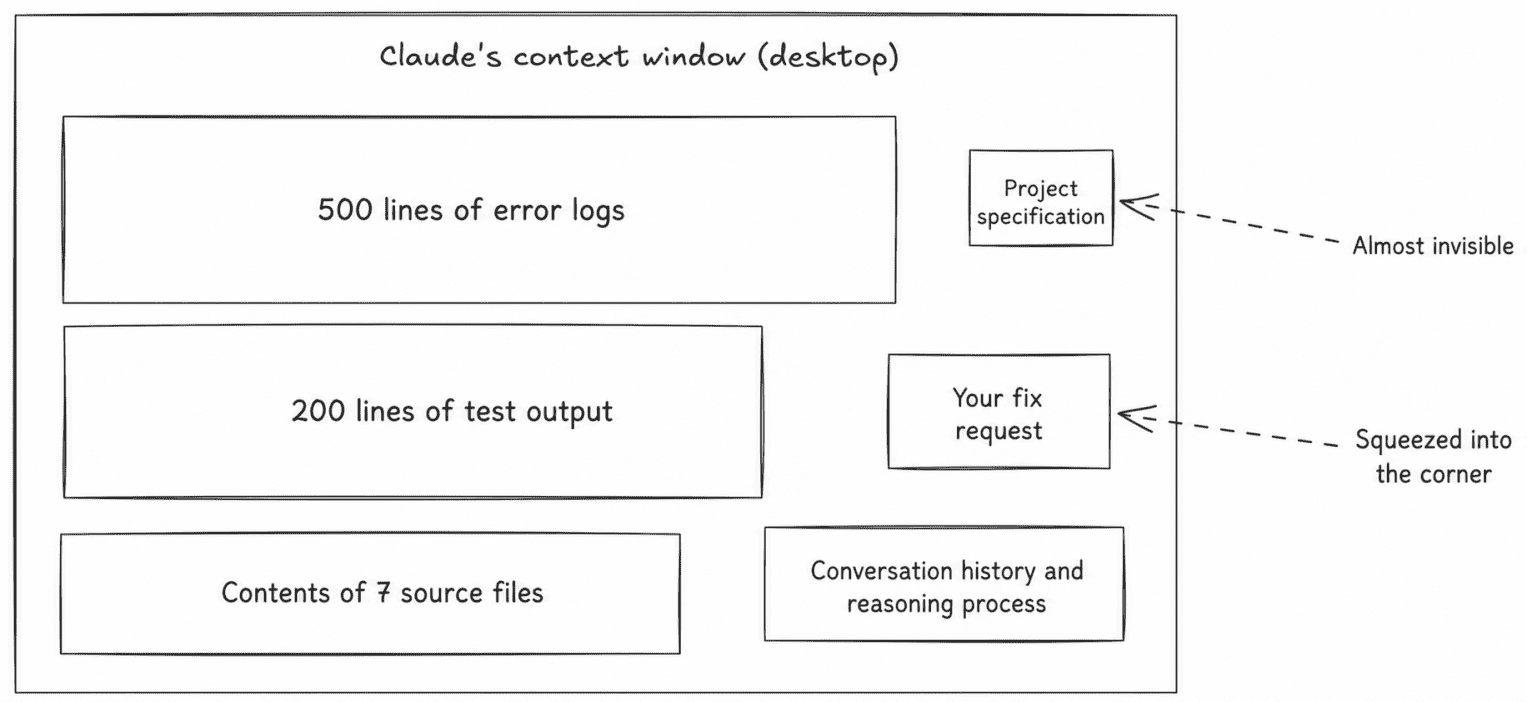 Claude's context window (desktop)
500 lines of error logs
Project
specification
Almost invisible
200 lines of test output
Your fix
request
Squeezed into
the corner
Contents of 7 source files
Conversation history and
reasoning process